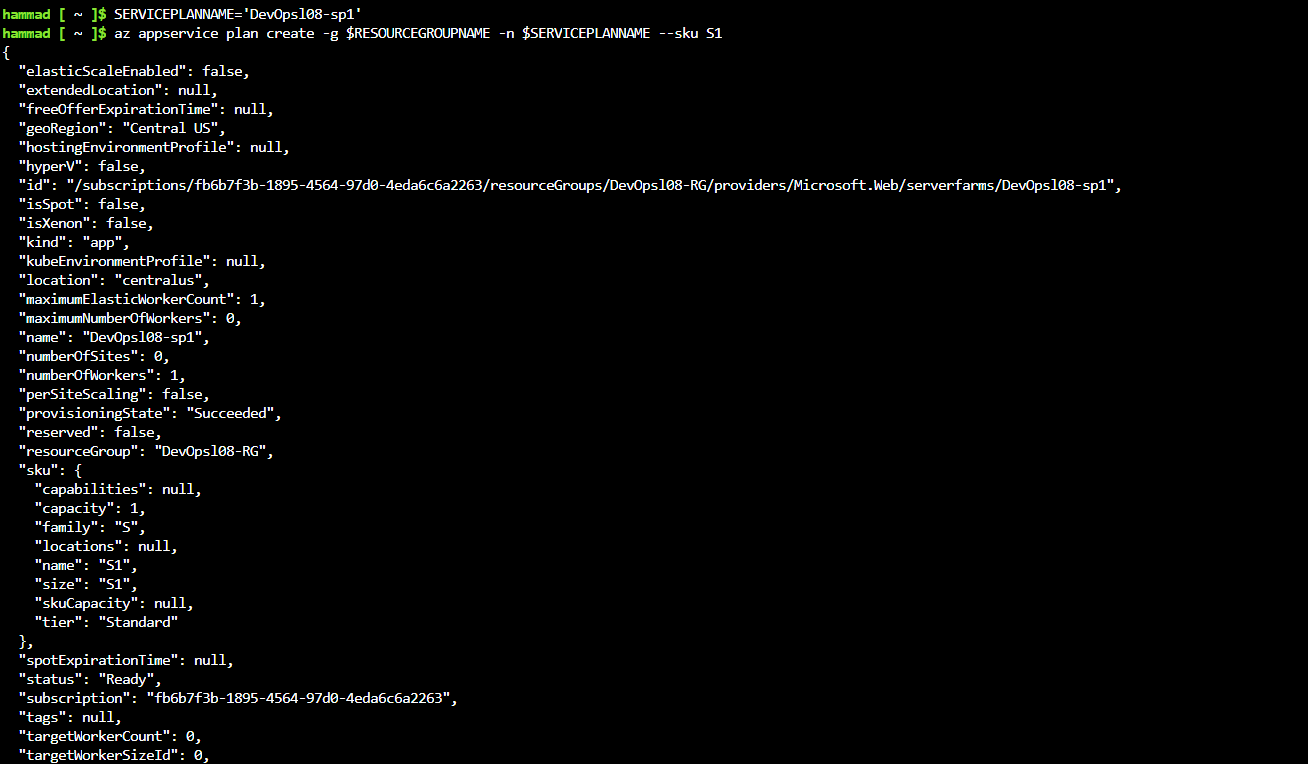 hammad [ ~ ]$ SERVICEPLANNAME='DevOpsl08-sp1'
hammad [ ~ ]$ az appservice plan create -g $RESOURCEGROUPNAME -n $SERVICEPLANNAME --sku S1
{
  "elasticScaleEnabled": false,
  "extendedLocation": null,
  "freeOfferExpirationTime": null,
  "geoRegion": "Central US",
  "hostingEnvironmentProfile": null,
  "hyperV": false,
  "id": "/subscriptions/fb6b7f3b-1895-4564-97d0-4eda6c6a2263/resourceGroups/DevOpsl08-RG/providers/Microsoft.Web/serverfarms/DevOpsl08-sp1",
  "isSpot": false,
  "isXenon": false,
  "kind": "app",
  "kubeEnvironmentProfile": null,
  "location": "centralus",
  "maximumElasticWorkerCount": 1,
  "maximumNumberOfWorkers": 0,
  "name": "DevOpsl08-sp1",
  "numberOfSites": 0,
  "numberOfWorkers": 1,
  "perSiteScaling": false,
  "provisioningState": "Succeeded",
  "reserved": false,
  "resourceGroup": "DevOpsl08-RG",
  "sku": {
    "capabilities": null,
    "capacity": 1,
    "family": "S",
    "locations": null,
    "name": "S1",
    "size": "S1",
    "skuCapacity": null,
    "tier": "Standard"
  },
  "spotExpirationTime": null,
  "status": "Ready",
  "subscription": "fb6b7f3b-1895-4564-97d0-4eda6c6a2263",
  "tags": null,
  "targetWorkerCount": 0,
  "targetWorkerSizeId": 0,